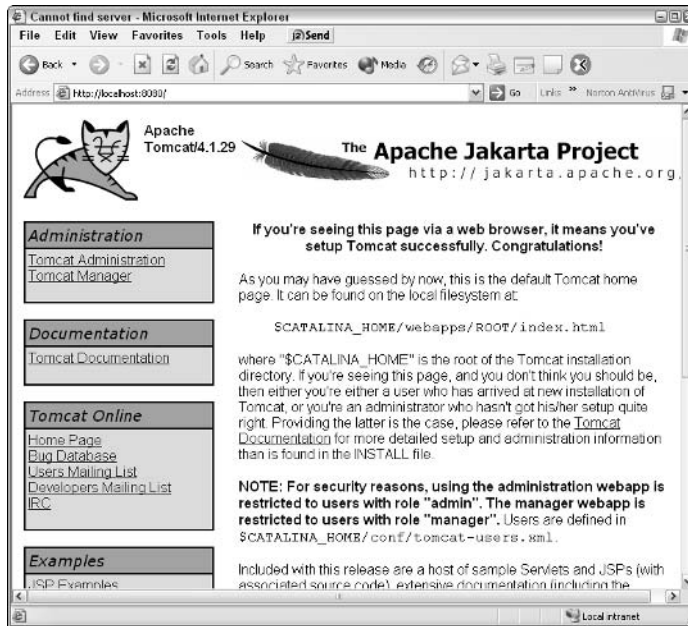 Cannot find server - Microsoft Internet Explorer
File Edit View Favorites Tools Help Send
Back Search Favorites Media
Address http://localhost:8080/ Go Links » Norton AntiVirus
Apache
Tomcat/4.1.29
The Apache Jakarta Project
http://jakarta.apache.org
Administration
Tomcat Administration
Tomcat Manager
Documentation
Tomcat Documentation
Tomcat Online
Home Page
Bug Database
Users Mailing List
Developers Mailing List
IRC
Examples
JSP Examples
If you're seeing this page via a web browser, it means you've
setup Tomcat successfully. Congratulations!
As you may have guessed by now, this is the default Tomcat home
page. It can be found on the local filesystem at:
$CATALINA_HOME/webapps/ROOT/index.html
where "$CATALINA_HOME" is the root of the Tomcat installation
directory. If you're seeing this page, and you don't think you should be,
then either you're either a user who has arrived at new installation of
Tomcat, or you're an administrator who hasn't got his/her setup quite
right. Providing the latter is the case, please refer to the Tomcat
Documentation for more detailed setup and administration information
than is found in the INSTALL file.
NOTE: For security reasons, using the administration webapp is
restricted to users with role "admin". The manager webapp is
restricted to users with role "manager". Users are defined in
$CATALINA_HOME/conf/tomcat-users.xml.
Included with this release are a host of sample Servlets and JSPs (with
associated source code), extensive documentation (including the
Local intranet